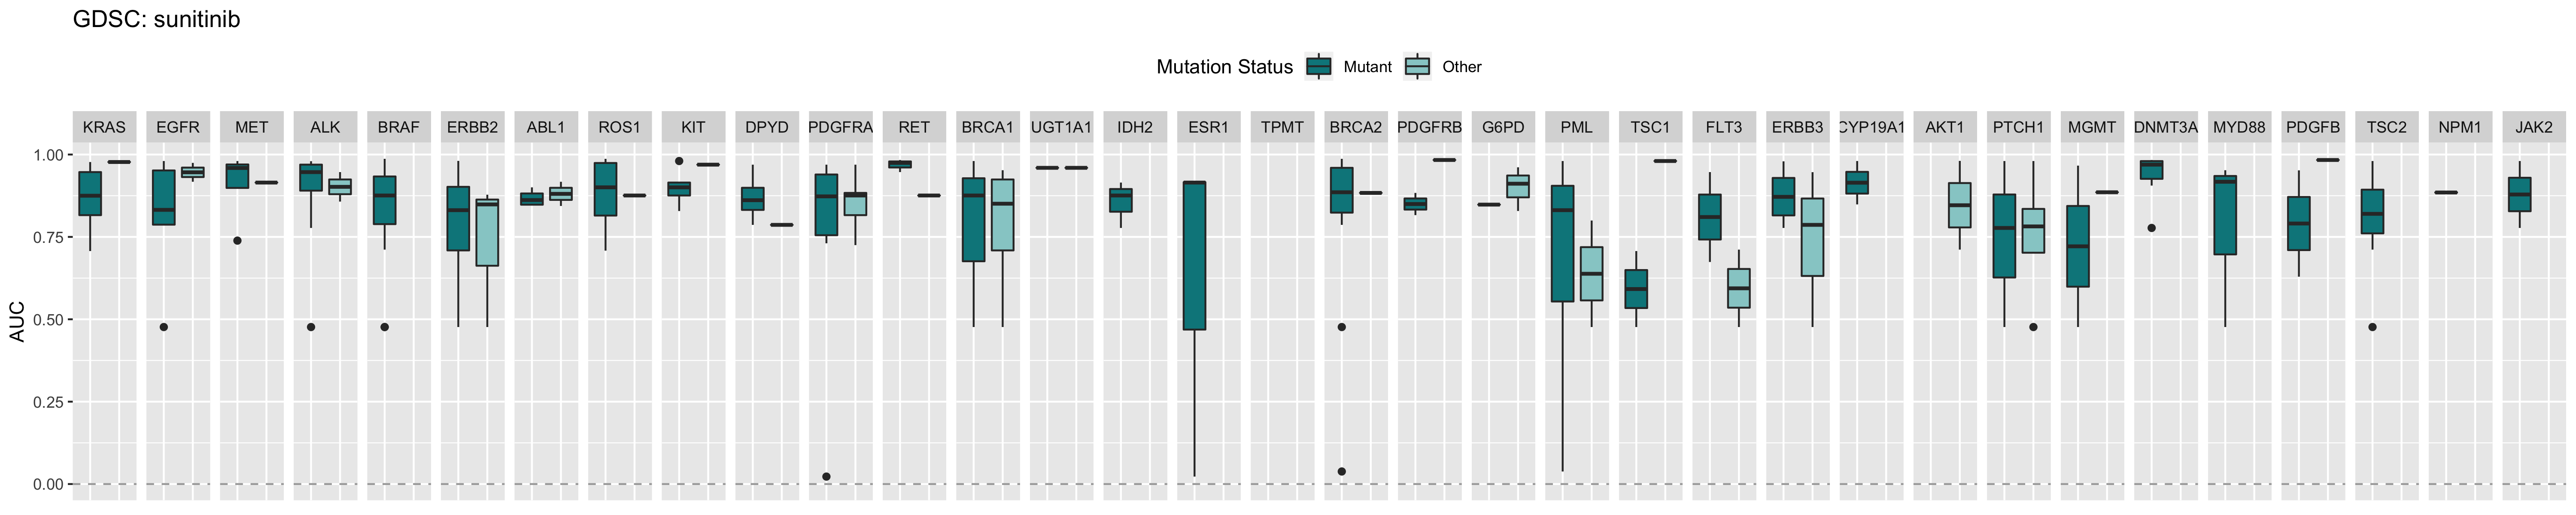 GDSC: sunitinib
Mutation Status Mutant Other
KRAS EGFR MET ALK BRAF ERBB2 ABL1 ROS1 KIT DPYD PDGFRA RET BRCA1 UGT1A1 IDH2 ESR1 TPMT BRCA2 PDGFRB G6PD PML TSC1 FLT3 ERBB3 CYP19A1 AKT1 PTCH1 MGMT DNMT3A MYD88 PDGFB TSC2 NPM1 JAK2
1.00
0.75
0.50
0.25
0.00
AUC